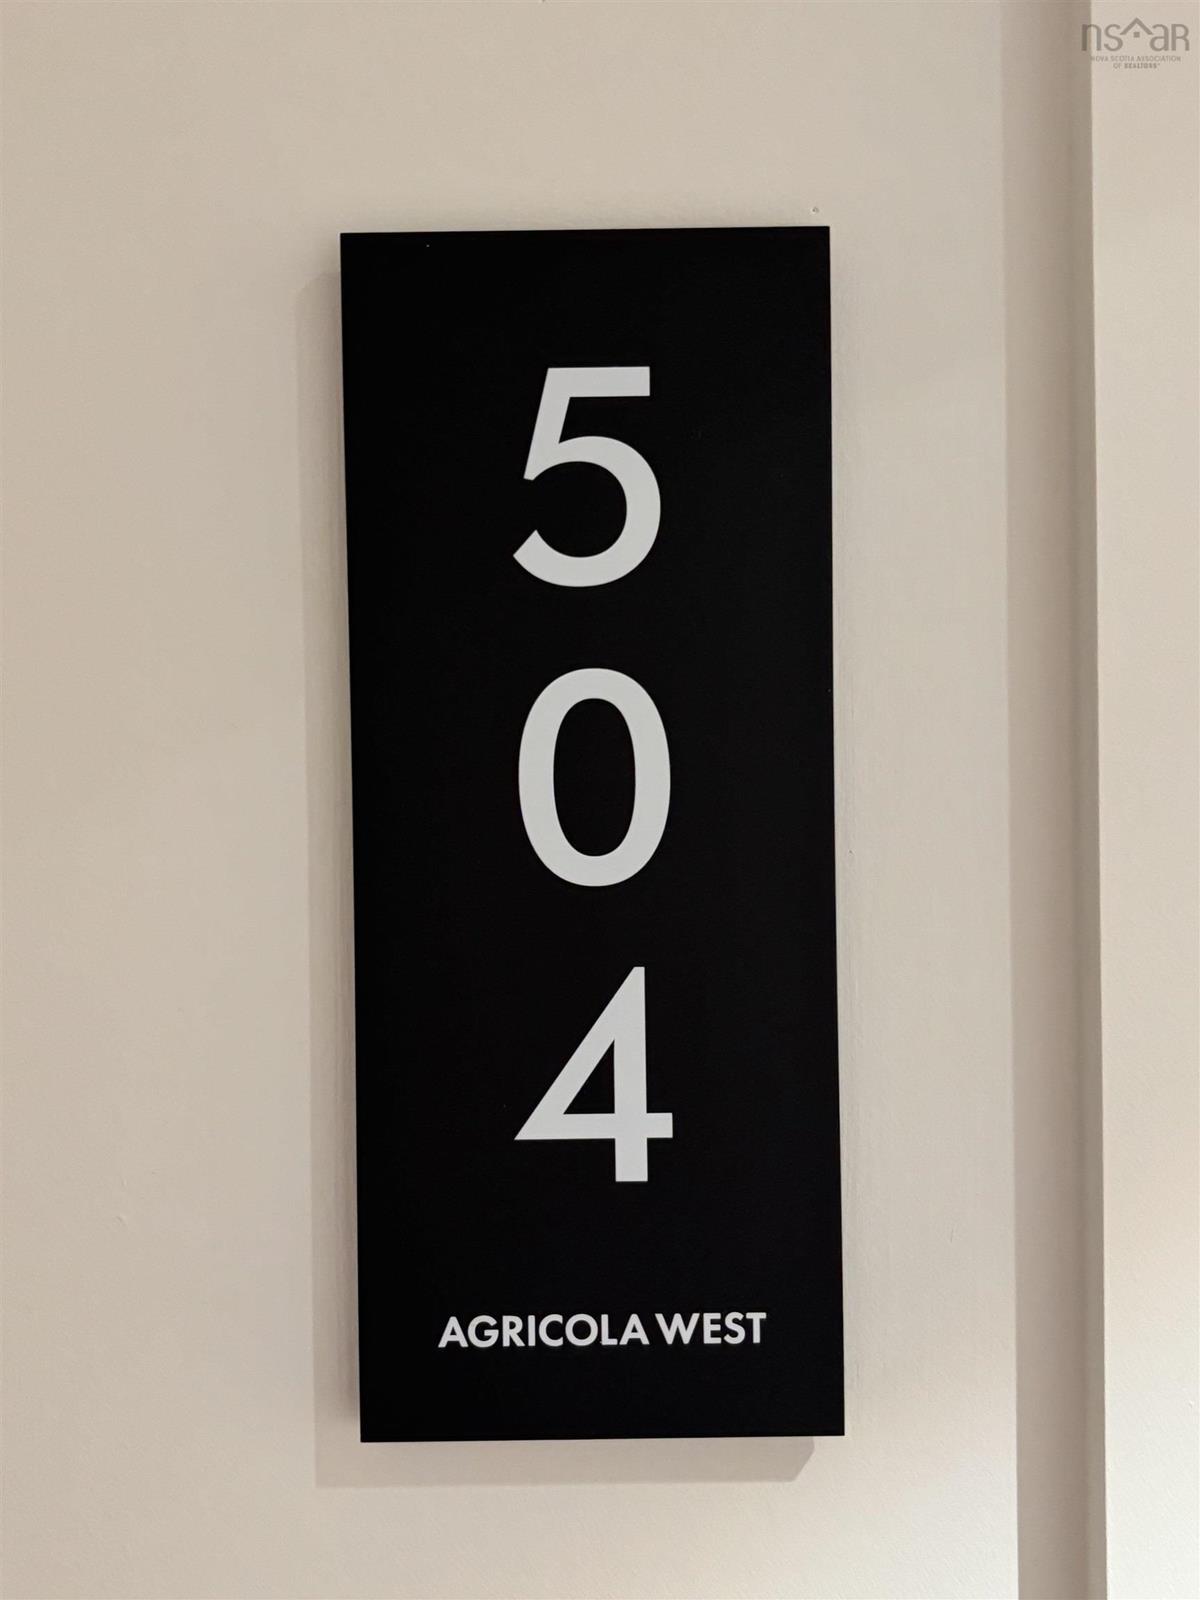 nsar
NOVA SCOTIA ASSOCIATION
OF REALTORS®
5
0
4
AGRICOLA WEST